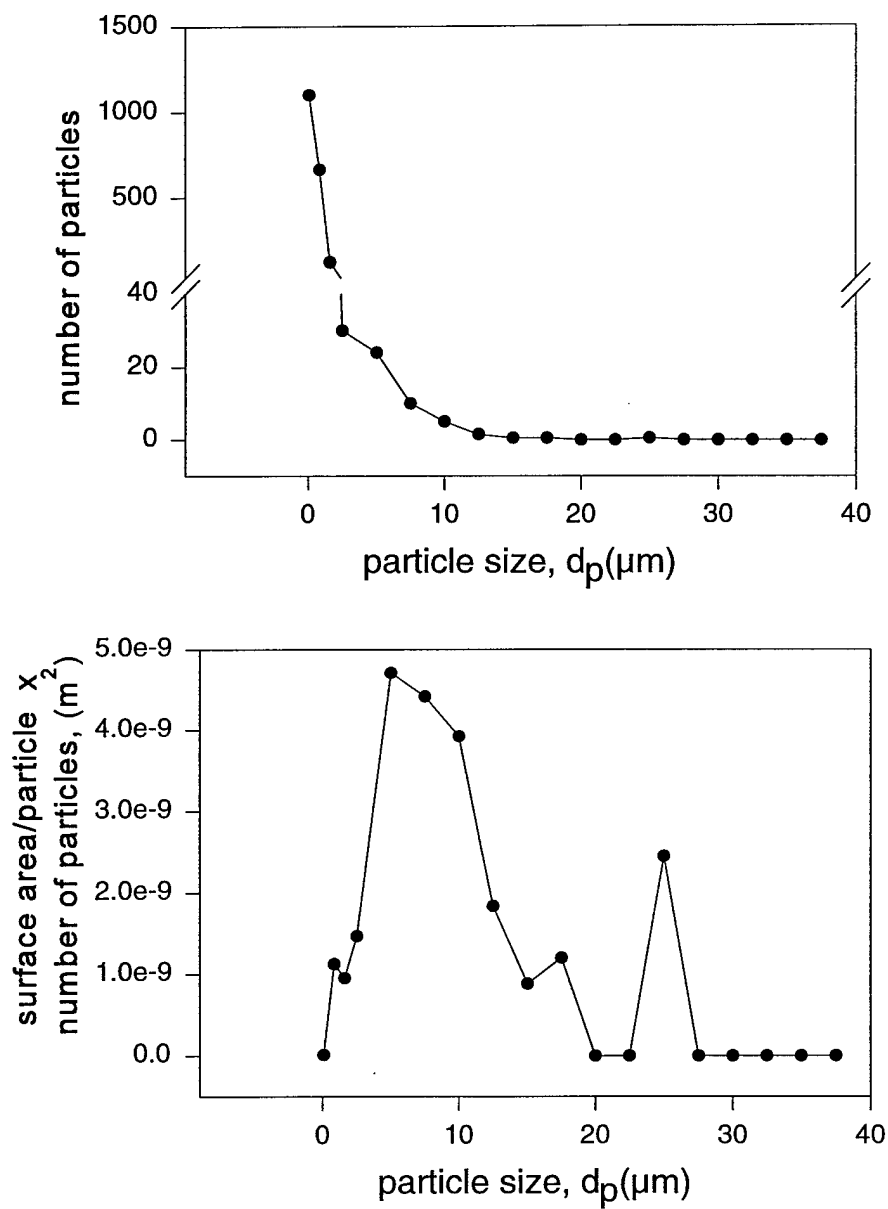 1500
1000
500
40
20
0
number of particles
0 10 20 30 40
particle size, dp(µm)
5.0e-9
4.0e-9
3.0e-9
2.0e-9
1.0e-9
0.0
surface area/particle x
number of particles, (m2)
0 10 20 30 40
particle size, dp(µm)